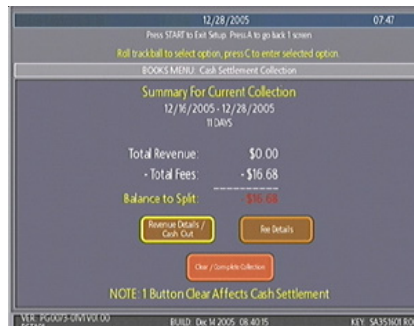 12/28/2005 07:47
Press START to Exit Setup Press A to go back 1 screen
Roll trackball to select option, press C to enter selected option.
BOOKS MENU: Cash Settlement Collection
Summary For Current Collection
12/16/2005 - 12/28/2005
11 DAYS
Total Revenue: $0.00
- Total Fees: -$16.68
Balance to Split: -$16.68
Revenue Details / Cash Out
Fee Details
Clear / Complete Collection
NOTE: 1 Button Clear Affects Cash Settlement
BUILD: Dec 14 2005 08:40:15